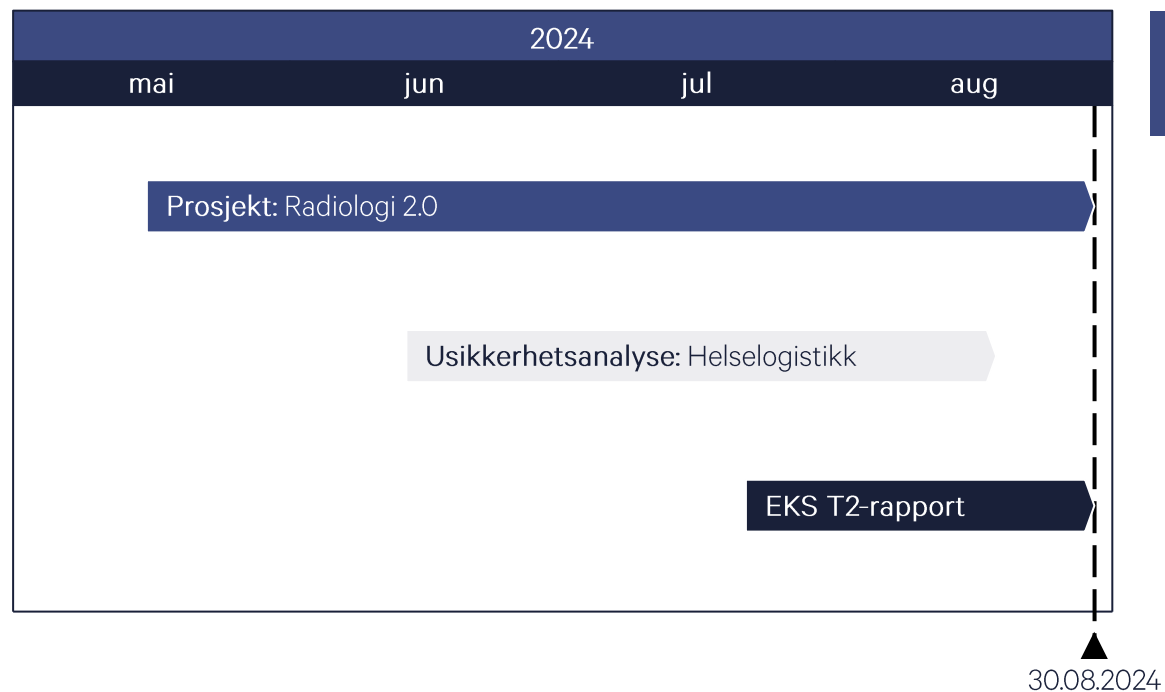 2024
mai jun jul aug
Prosjekt: Radiologi 2.0
Usikkerhetsanalyse: Helselogistikk
EKS T2-rapport
30.08.2024